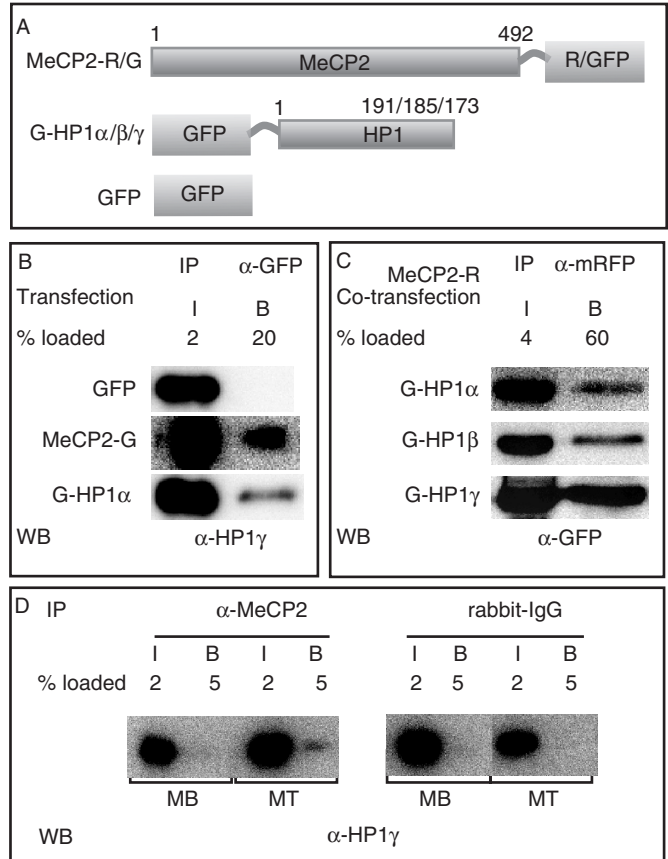 A
1 492
MeCP2-R/G MeCP2 R/GFP
1 191/185/173
G-HP1α/β/γ GFP HP1
GFP GFP
B
IP α-GFP
Transfection I B
% loaded 2 20
GFP
MeCP2-G
G-HP1α
WB α-HP1γ
C
IP α-mRFP
MeCP2-R
Co-transfection I B
% loaded 4 60
G-HP1α
G-HP1β
G-HP1γ
WB α-GFP
D IP α-MeCP2 rabbit-IgG
I B I B I B I B
% loaded 2 5 2 5 2 5 2 5
MB MT MB MT
WB α-HP1γ